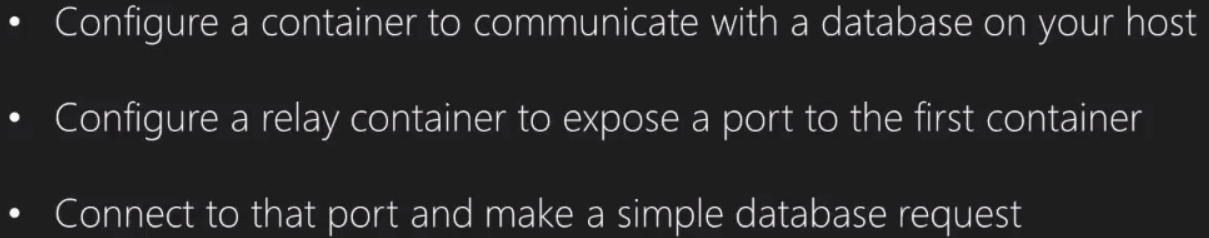 • Configure a container to communicate with a database on your host
• Configure a relay container to expose a port to the first container
• Connect to that port and make a simple database request